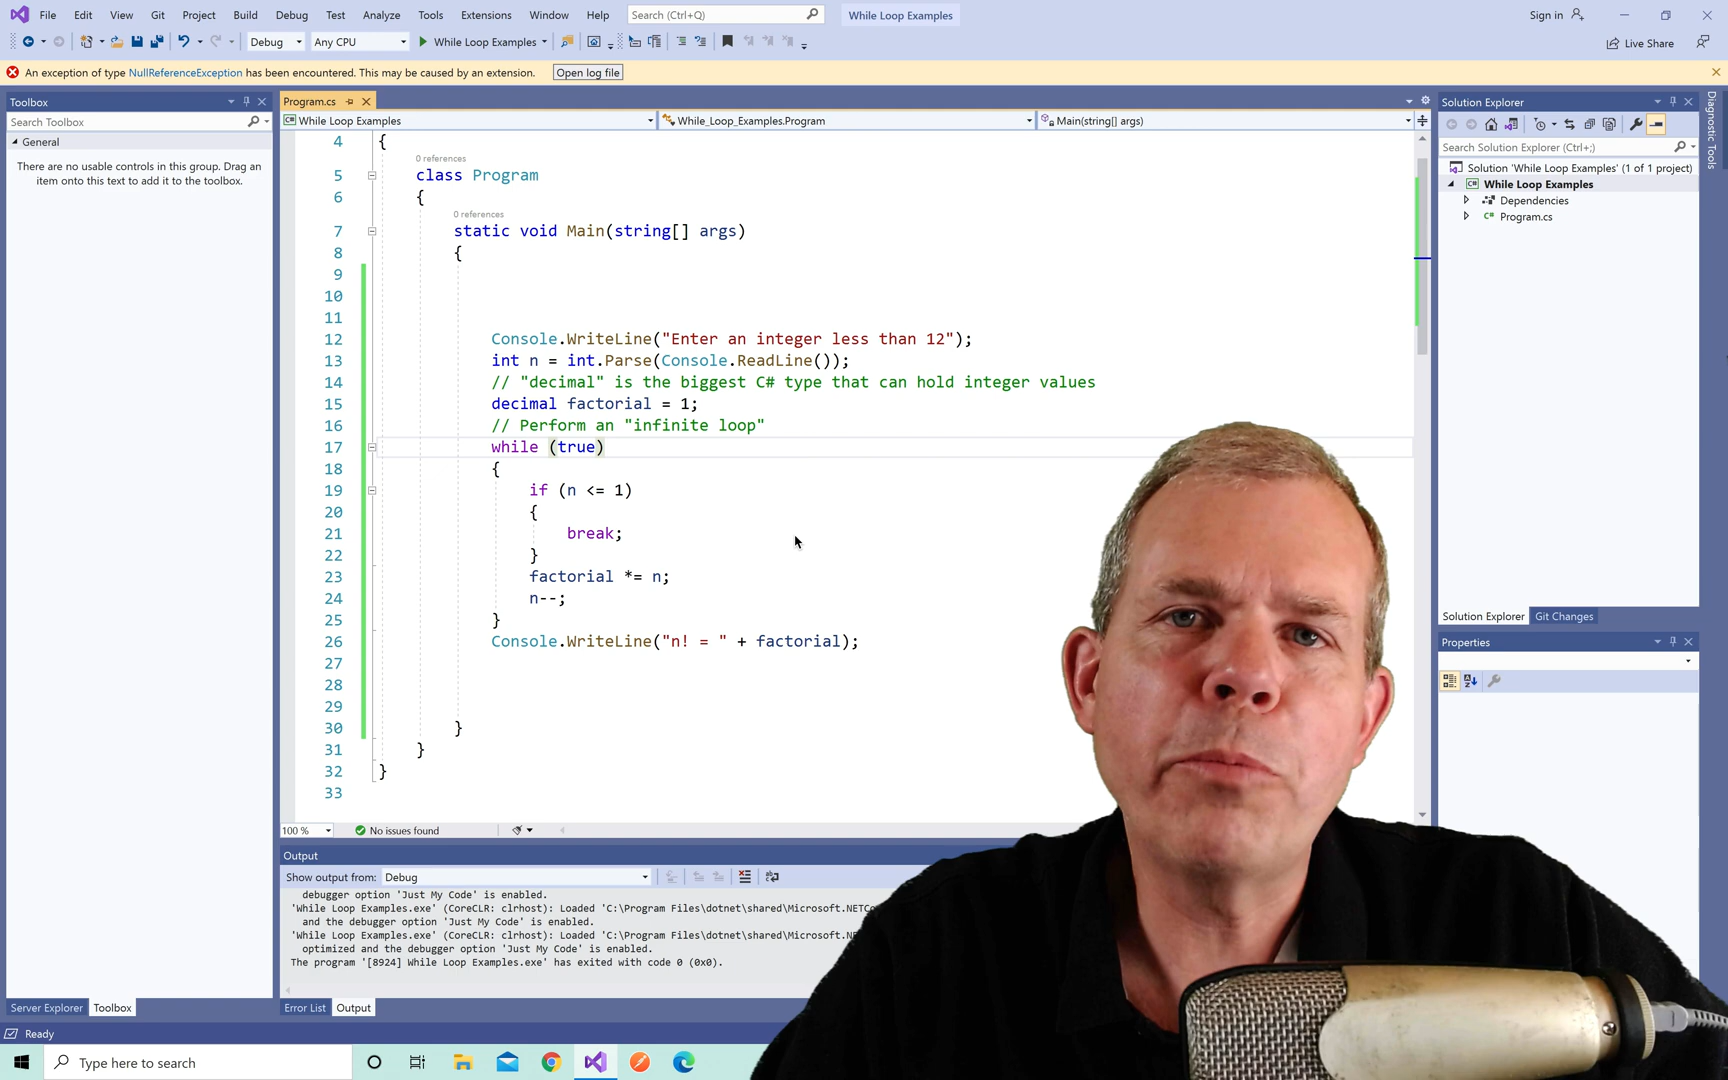 File Edit View Git Project Build Debug Test Analyze Tools Extensions Window Help Search (Ctrl+Q) While Loop Examples Sign in
Debug Any CPU While Loop Examples Live Share
An exception of type NullReferenceException has been encountered. This may be caused by an extension. Open log file
Toolbox
Search Toolbox
General
There are no usable controls in this group. Drag an
item onto this text to add it to the toolbox.
Server Explorer Toolbox
Program.cs
While Loop Examples While_Loop_Examples.Program Main(string[] args)
4 {
0 references
5 class Program
6 {
0 references
7 static void Main(string[] args)
8 {
9
10
11
12 Console.WriteLine("Enter an integer less than 12");
13 int n = int.Parse(Console.ReadLine());
14 // "decimal" is the biggest C# type that can hold integer values
15 decimal factorial = 1;
16 // Perform an "infinite loop"
17 while (true)
18 {
19 if (n <= 1)
20 {
21 break;
22 }
23 factorial *= n;
24 n--;
25 }
26 Console.WriteLine("n! = " + factorial);
27
28
29
30 }
31 }
32 }
33
100 % No issues found
Output
Show output from: Debug
debugger option 'Just My Code' is enabled.
'While Loop Examples.exe' (CoreCLR: clrhost): Loaded 'C:\Program Files\dotnet\shared\Microsoft.NETCo
and the debugger option 'Just My Code' is enabled.
'While Loop Examples.exe' (CoreCLR: clrhost): Loaded 'C:\Program Files\dotnet\shared\Microsoft.NE
optimized and the debugger option 'Just My Code' is enabled.
The program '[8924] While Loop Examples.exe' has exited with code 0 (0x0).
Error List Output
Solution Explorer
Search Solution Explorer (Ctrl+;)
Solution 'While Loop Examples' (1 of 1 project)
While Loop Examples
Dependencies
C# Program.cs
Solution Explorer Git Changes
Properties
Diagnostic Tools
Ready
Type here to search